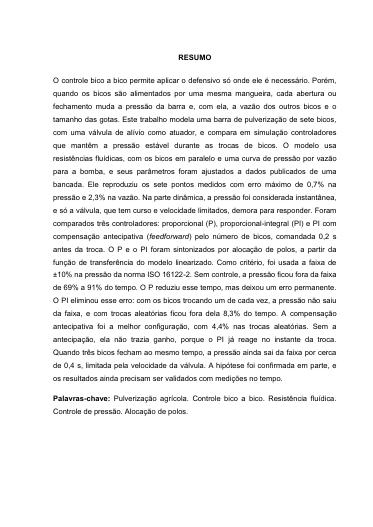 RESUMO
O controle bico a bico permite aplicar o defensivo só onde ele é necessário. Porém,
quando os bicos são alimentados por uma mesma mangueira, cada abertura ou
fechamento muda a pressão da barra e, com ela, a vazão dos outros bicos e o
tamanho das gotas. Este trabalho modela uma barra de pulverização de sete bicos,
com uma válvula de alívio como atuador, e compara em simulação controladores
que mantêm a pressão estável durante as trocas de bicos. O modelo usa
resistências fluídicas, com os bicos em paralelo e uma curva de pressão por vazão
para a bomba, e seus parâmetros foram ajustados a dados publicados de uma
bancada. Ele reproduziu os sete pontos medidos com erro máximo de 0,7% na
pressão e 2,3% na vazão. Na parte dinâmica, a pressão foi considerada instantânea,
e só a válvula, que tem curso e velocidade limitados, demora para responder. Foram
comparados três controladores: proporcional (P), proporcional-integral (PI) e PI com
compensação antecipativa (feedforward) pelo número de bicos, comandada 0,2 s
antes da troca. O P e o PI foram sintonizados por alocação de polos, a partir da
função de transferência do modelo linearizado. Como critério, foi usada a faixa de
±10% na pressão da norma ISO 16122-2. Sem controle, a pressão ficou fora da faixa
de 69% a 91% do tempo. O P reduziu esse tempo, mas deixou um erro permanente.
O PI eliminou esse erro: com os bicos trocando um de cada vez, a pressão não saiu
da faixa, e com trocas aleatórias ficou fora dela 8,3% do tempo. A compensação
antecipativa foi a melhor configuração, com 4,4% nas trocas aleatórias. Sem a
antecipação, ela não trazia ganho, porque o PI já reage no instante da troca.
Quando três bicos fecham ao mesmo tempo, a pressão ainda sai da faixa por cerca
de 0,4 s, limitada pela velocidade da válvula. A hipótese foi confirmada em parte, e
os resultados ainda precisam ser validados com medições no tempo.
Palavras-chave: Pulverização agrícola. Controle bico a bico. Resistência fluídica.
Controle de pressão. Alocação de polos.